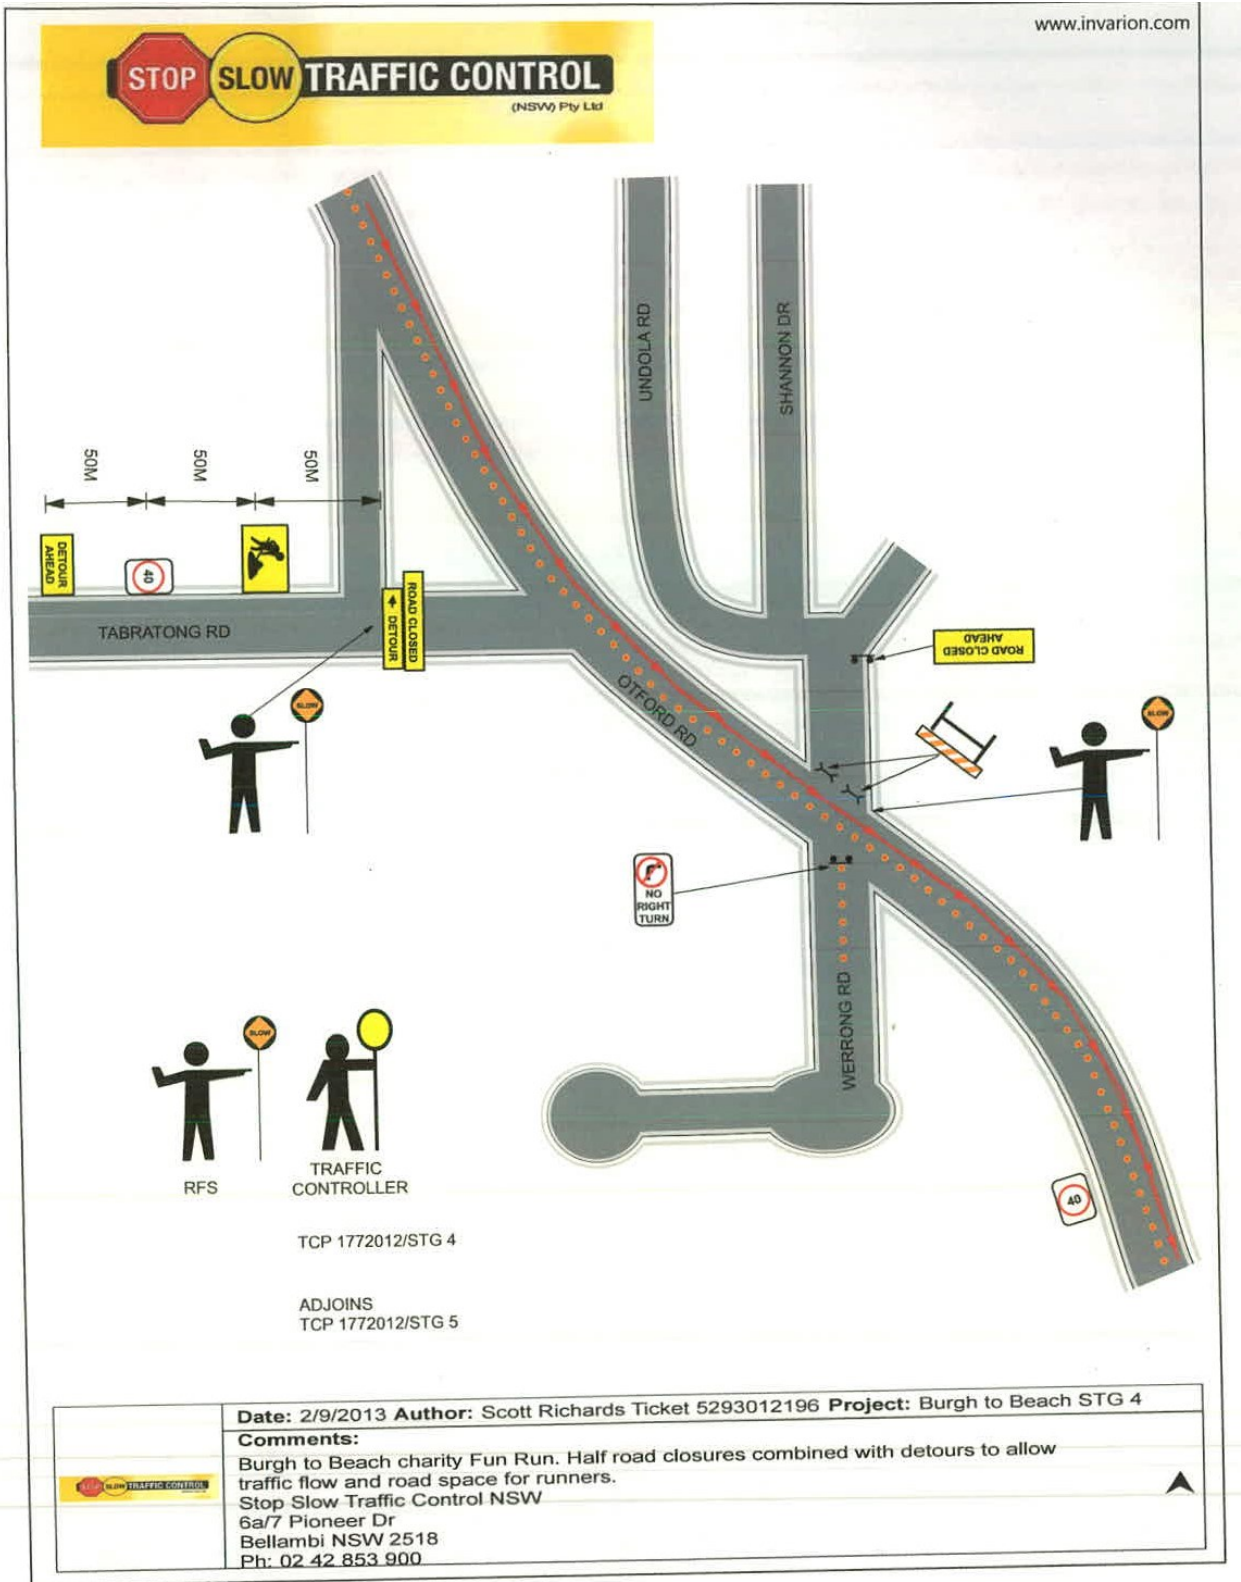 www.invarion.com
STOP SLOW TRAFFIC CONTROL
(NSW) Pty Ltd
UNDOLA RD
SHANNON DR
50M
50M
50M
DETOUR
AHEAD
40
ROAD CLOSED
DETOUR
TABRATONG RD
ROAD CLOSED
AHEAD
OTFORD RD
SLOW
SLOW
NO
RIGHT
TURN
WERRONG RD
SLOW
RFS
TRAFFIC
CONTROLLER
40
TCP 1772012/STG 4
ADJOINS
TCP 1772012/STG 5
Date: 2/9/2013 Author: Scott Richards Ticket 5293012196 Project: Burgh to Beach STG 4
Comments:
Burgh to Beach charity Fun Run. Half road closures combined with detours to allow
traffic flow and road space for runners.
Stop Slow Traffic Control NSW
6a/7 Pioneer Dr
Bellambi NSW 2518
Ph: 02 42 853 900
STOP SLOW TRAFFIC CONTROL